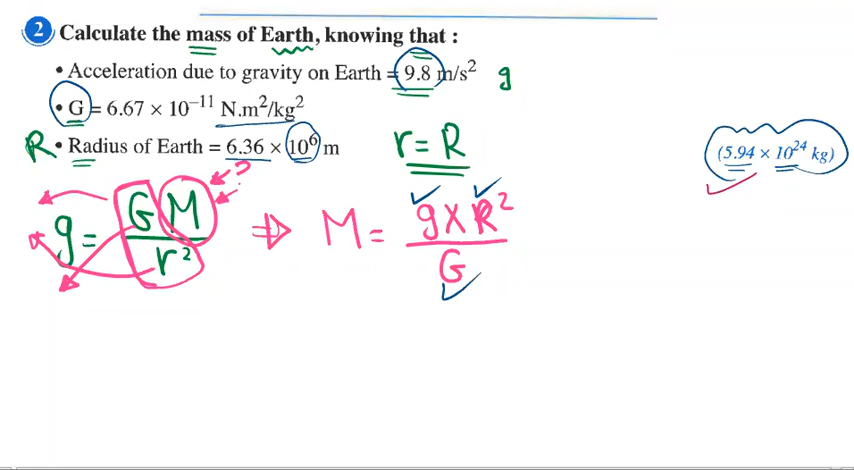 2 Calculate the mass of Earth, knowing that :
• Acceleration due to gravity on Earth = 9.8 m/s² g
• G = 6.67 × 10⁻¹¹ N.m²/kg²
R • Radius of Earth = 6.36 × 10⁶ m r = R
(5.94 × 10²⁴ kg)
?
g = GM / r² ⇒ M = g × R² / G